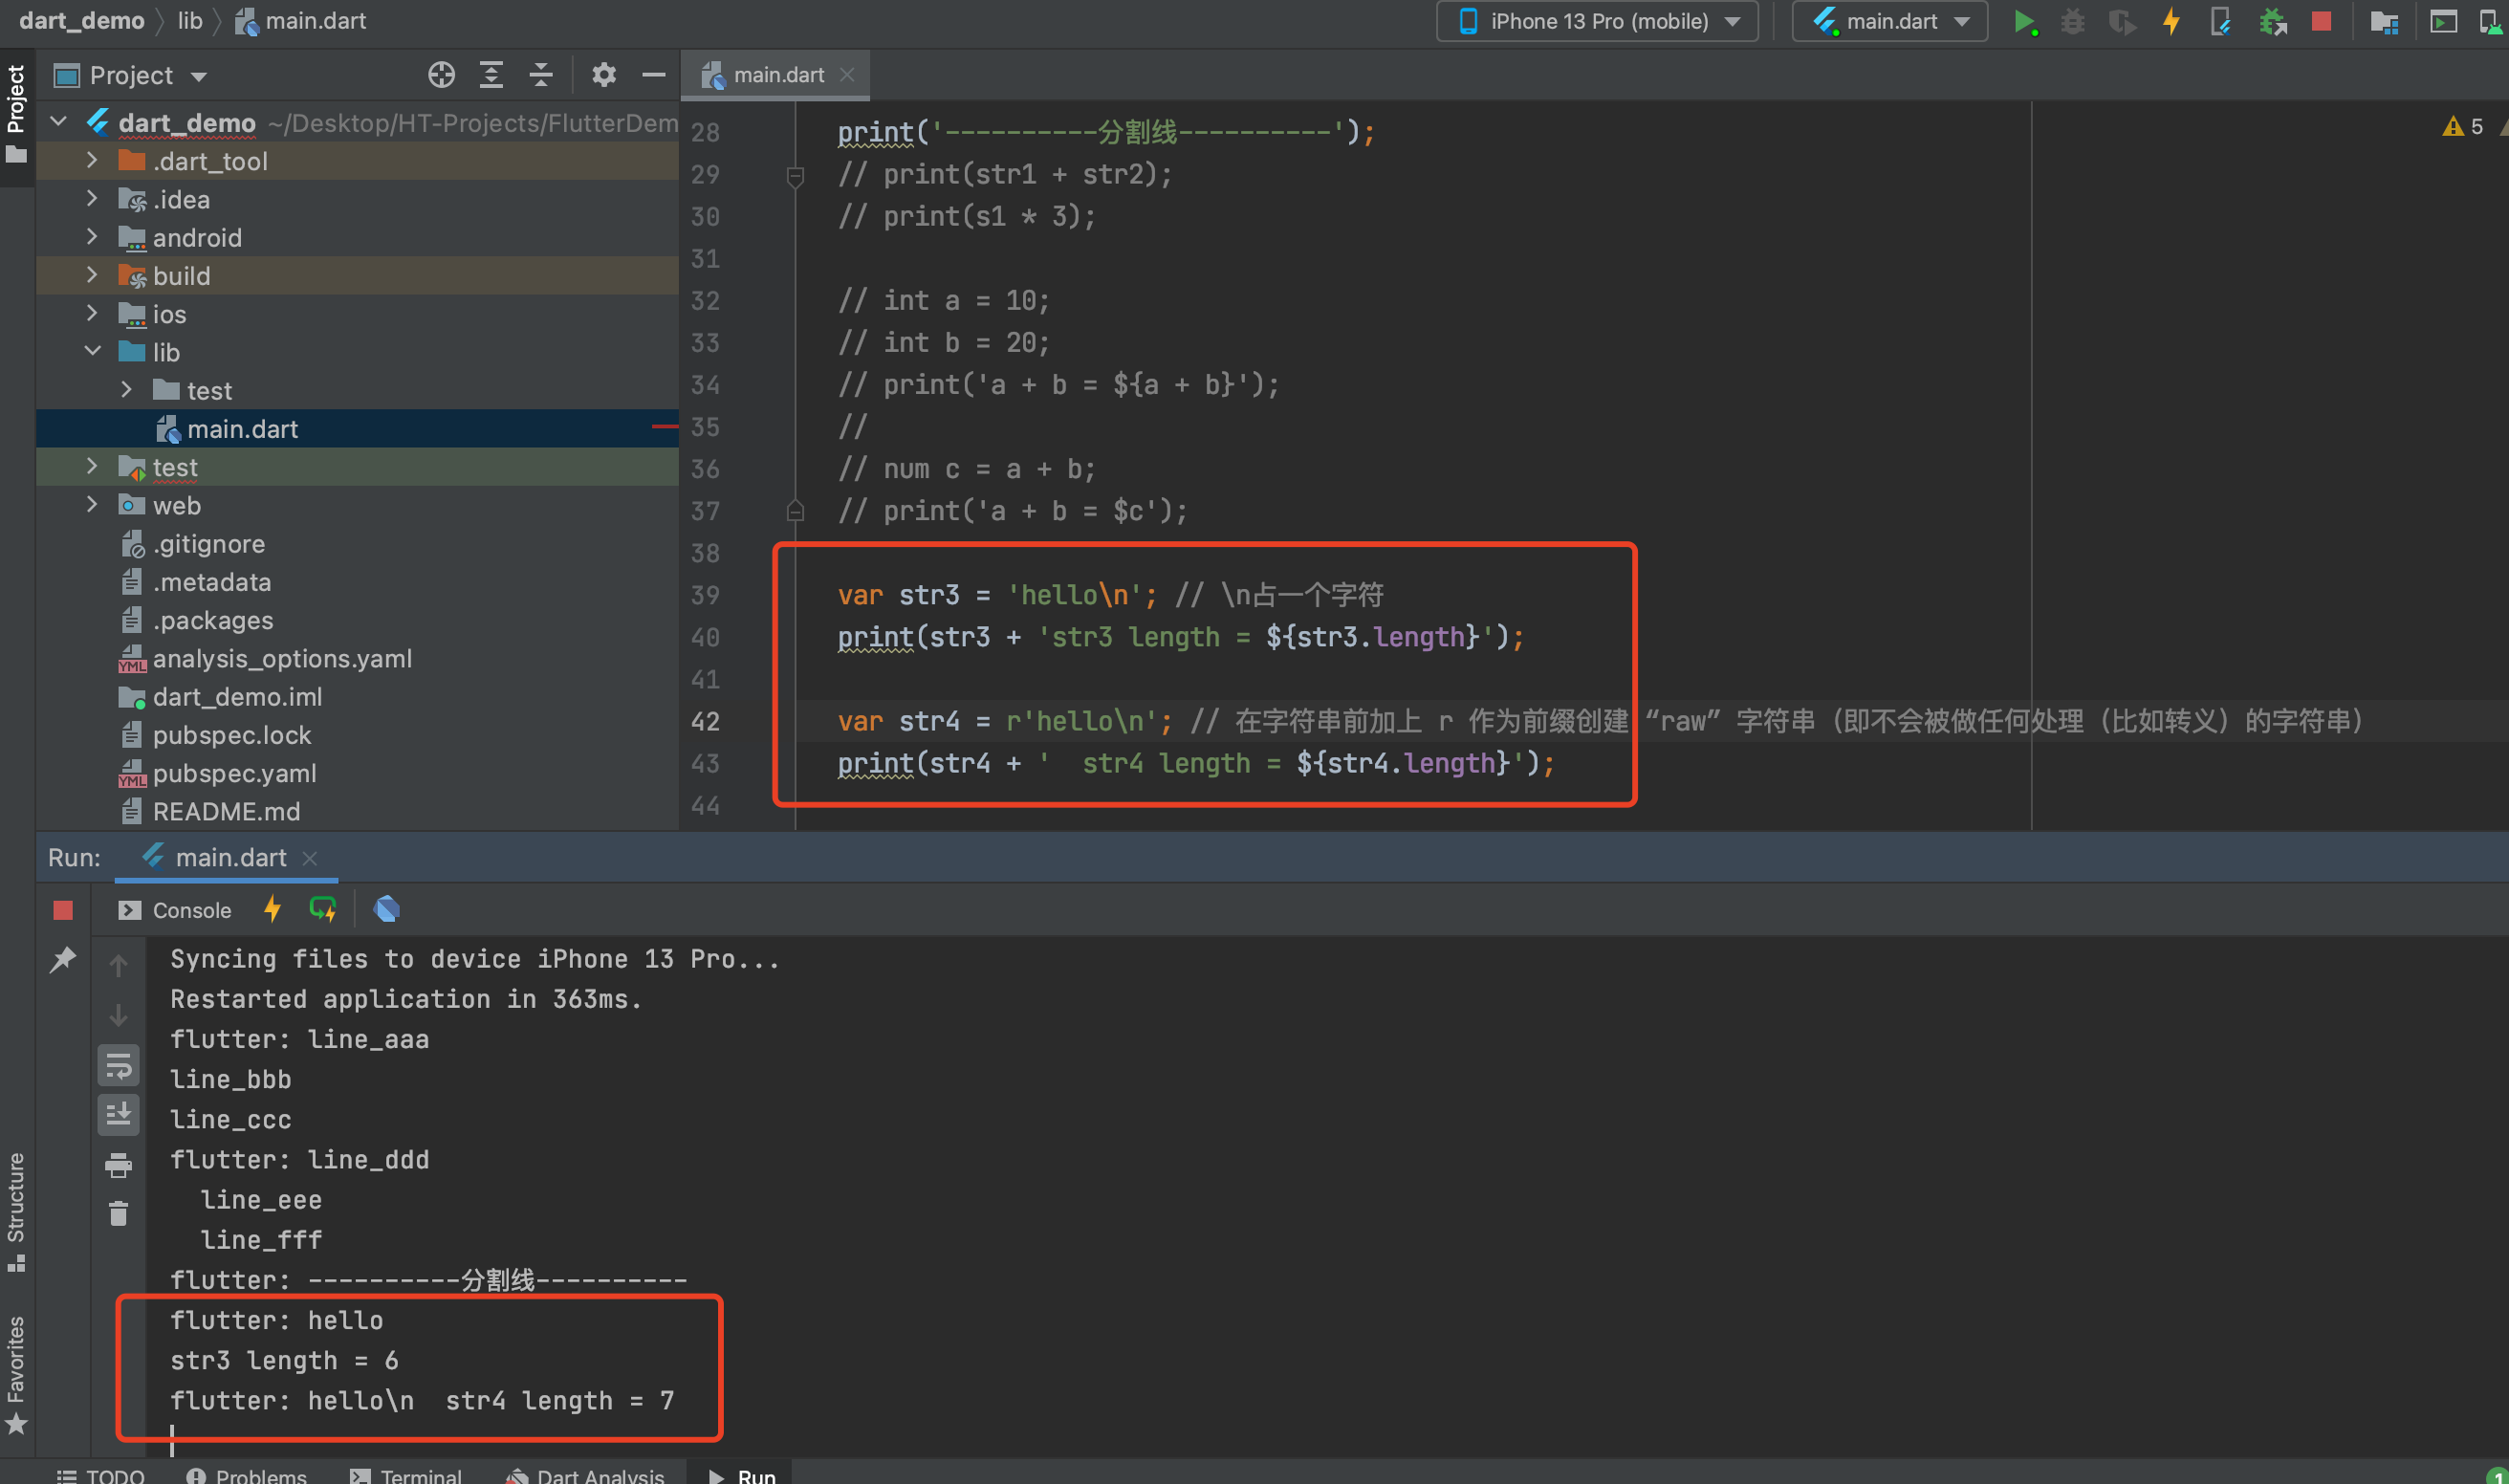 dart_demo lib main.dart
iPhone 13 Pro (mobile) main.dart
Project
Project
main.dart
dart_demo ~/Desktop/HT-Projects/FlutterDem
.dart_tool
.idea
android
build
ios
lib
test
main.dart
test
web
.gitignore
.metadata
.packages
analysis_options.yaml
dart_demo.iml
pubspec.lock
pubspec.yaml
README.md
5
28 print('----------分割线----------');
29 // print(str1 + str2);
30 // print(s1 * 3);
31
32 // int a = 10;
33 // int b = 20;
34 // print('a + b = ${a + b}');
35 //
36 // num c = a + b;
37 // print('a + b = $c');
38
39 var str3 = 'hello\n'; // \n占一个字符
40 print(str3 + 'str3 length = ${str3.length}');
41
42 var str4 = r'hello\n'; // 在字符串前加上 r 作为前缀创建 “raw” 字符串（即不会被做任何处理（比如转义）的字符串）
43 print(str4 + '  str4 length = ${str4.length}');
44
Run: main.dart
Console
Syncing files to device iPhone 13 Pro...
Restarted application in 363ms.
flutter: line_aaa
line_bbb
line_ccc
flutter: line_ddd
  line_eee
  line_fff
flutter: ----------分割线----------
flutter: hello
str3 length = 6
flutter: hello\n  str4 length = 7
Structure
Favorites
TODO Problems Terminal Dart Analysis Run
1